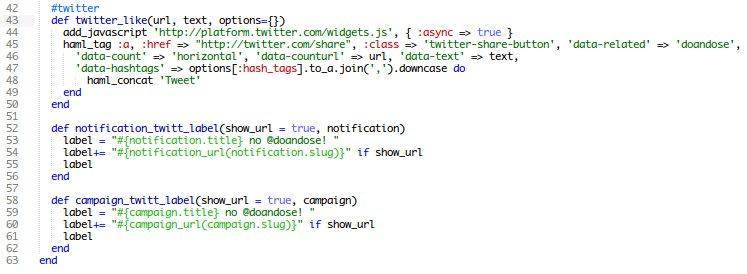 42 #twitter
43 def twitter_like(url, text, options={})
44 add_javascript 'http://platform.twitter.com/widgets.js', { :async => true }
45 haml_tag :a, :href => "http://twitter.com/share", :class => 'twitter-share-button', 'data-related' => 'doandose',
46 'data-count' => 'horizontal', 'data-counturl' => url, 'data-text' => text,
47 'data-hashtags' => options[:hash_tags].to_a.join(',').downcase do
48 haml_concat 'Tweet'
49 end
50 end
51
52 def notification_twitt_label(show_url = true, notification)
53 label = "#{notification.title} no @doandose! "
54 label+= "#{notification_url(notification.slug)}" if show_url
55 label
56 end
57
58 def campaign_twitt_label(show_url = true, campaign)
59 label = "#{campaign.title} no @doandose! "
60 label+= "#{campaign_url(campaign.slug)}" if show_url
61 label
62 end
63 end